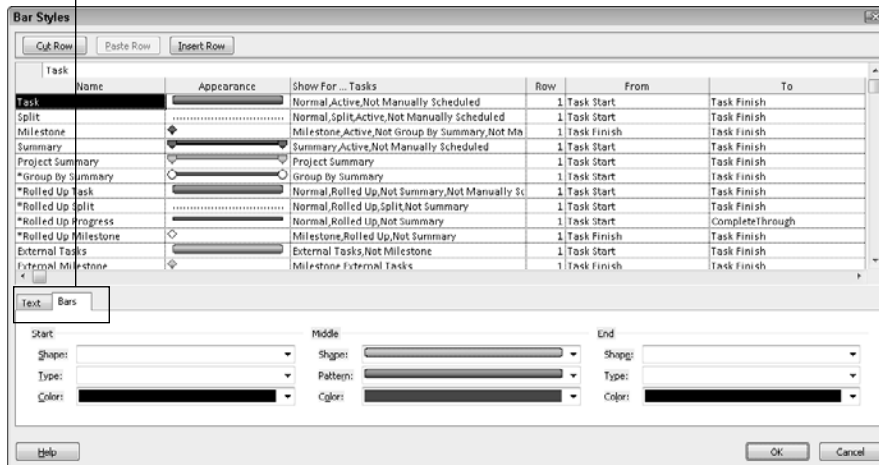 Bar Styles
Cut Row Paste Row Insert Row
Task
Name Appearance Show For ... Tasks Row From To
Task Normal,Active,Not Manually Scheduled 1 Task Start Task Finish
Split Normal,Split,Active,Not Manually Scheduled 1 Task Start Task Finish
Milestone Milestone,Active,Not Group By Summary,Not Ma 1 Task Finish Task Finish
Summary Summary,Active,Not Manually Scheduled 1 Task Start Task Finish
Project Summary Project Summary 1 Task Start Task Finish
*Group By Summary Group By Summary 1 Task Start Task Finish
*Rolled Up Task Normal,Rolled Up,Not Summary,Not Manually Sc 1 Task Start Task Finish
*Rolled Up Split Normal,Rolled Up,Split,Not Summary 1 Task Start Task Finish
*Rolled Up Progress Normal,Rolled Up,Not Summary 1 Task Start CompleteThrough
*Rolled Up Milestone Milestone,Rolled Up,Not Summary 1 Task Finish Task Finish
External Tasks External Tasks,Not Milestone 1 Task Start Task Finish
External Milestone Milestone,External Tasks 1 Task Finish Task Finish
Text Bars
Start Middle End
Shape: Shape: Shape:
Type: Pattern: Type:
Color: Color: Color:
Help OK Cancel